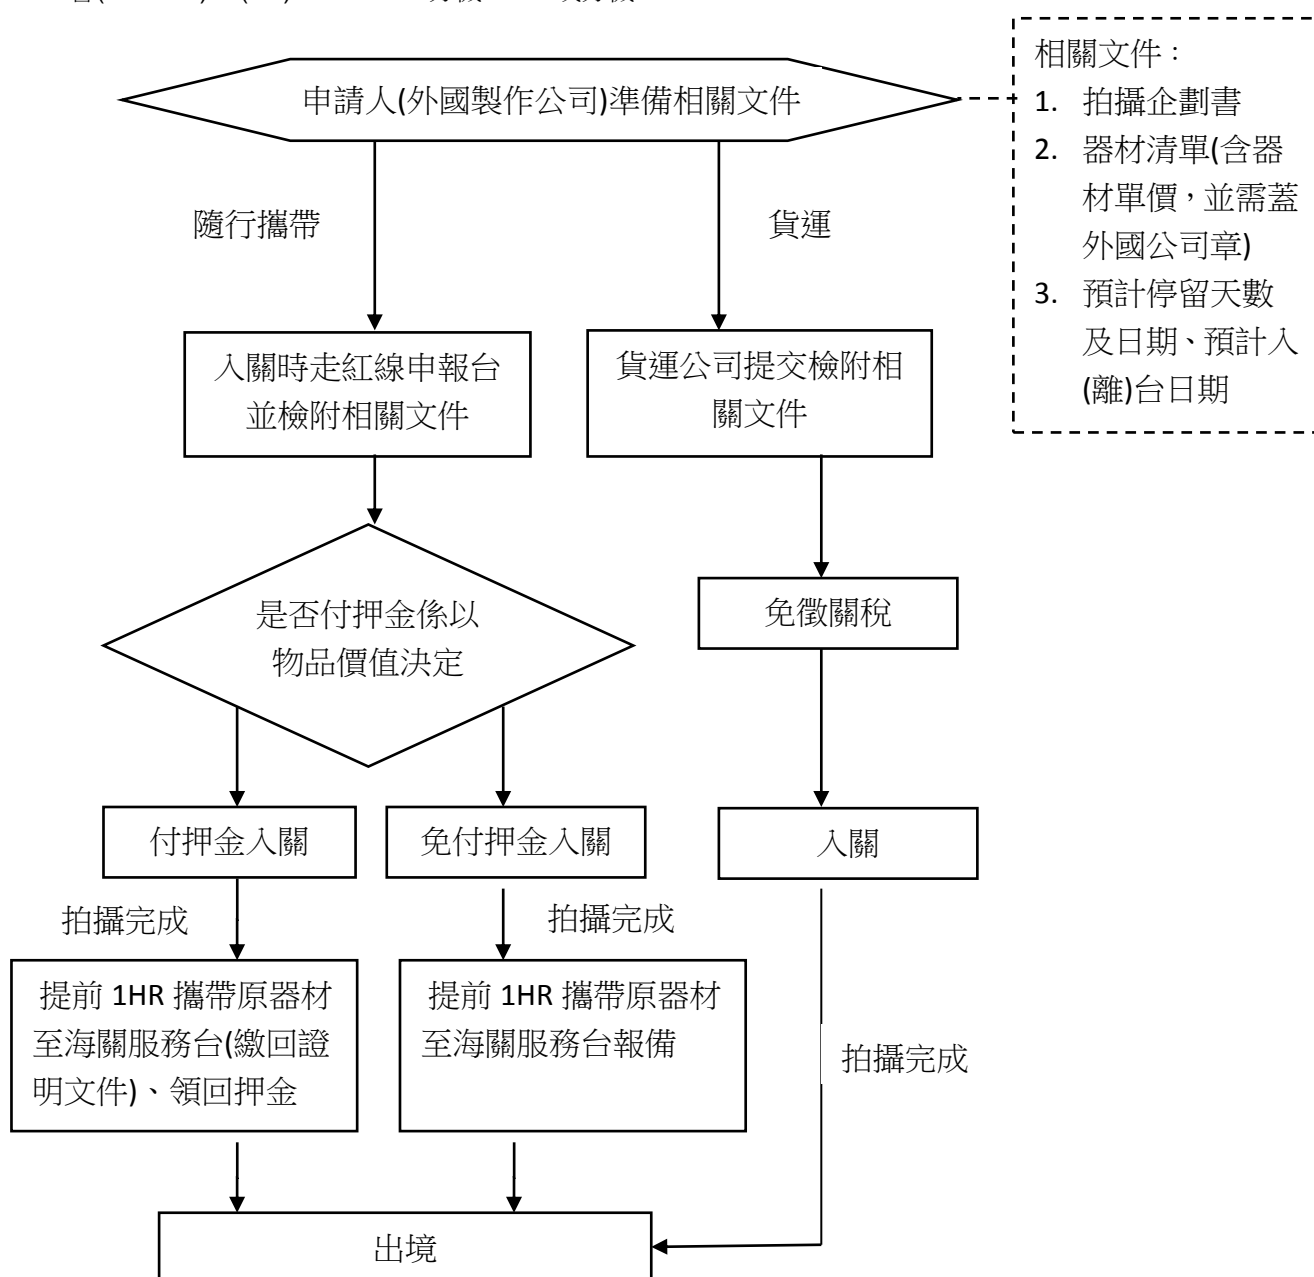 申請人(外國製作公司)準備相關文件
相關文件：
1. 拍攝企劃書
2. 器材清單(含器
材單價，並需蓋
外國公司章)
3. 預計停留天數
及日期、預計入
(離)台日期
隨行攜帶
貨運
入關時走紅線申報台
並檢附相關文件
貨運公司提交檢附相
關文件
是否付押金係以
物品價值決定
免徵關稅
付押金入關
免付押金入關
入關
拍攝完成
拍攝完成
提前 1HR 攜帶原器材
至海關服務台(繳回證
明文件)、領回押金
提前 1HR 攜帶原器材
至海關服務台報備
拍攝完成
出境